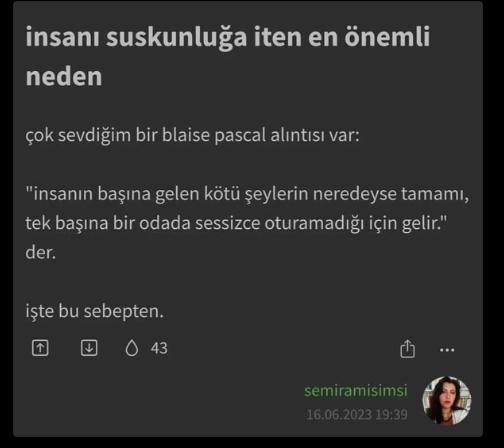 insanı suskunluğa iten en önemli
neden
çok sevdiğim bir blaise pascal alıntısı var:
"insanın başına gelen kötü şeylerin neredeyse tamamı,
tek başına bir odada sessizce oturamadığı için gelir."
der.
işte bu sebepten.
43
semiramisimsi
16.06.2023 19:39